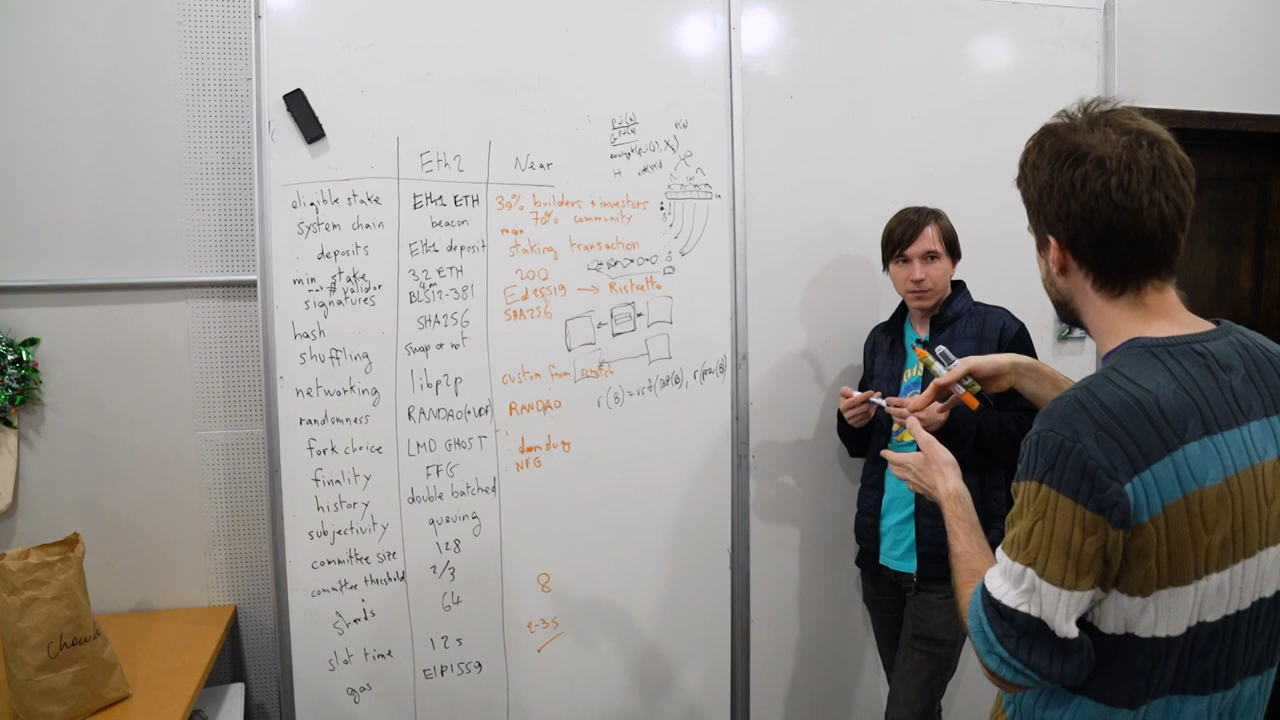 Eth2 Near
eligible stake Eth1 ETH 30% builders + investors
70% community
system chain beacon main
deposits Eth1 deposit staking transaction
min. stake 32 ETH 200
signatures BLS12-381 Ed25519 → Ristretto
hash SHA256 SHA256
shuffling swap or not
networking libp2p custom from scratch
randomness RANDAO(+VDF) RANDAO
fork choice LMD GHOST
finality FFG NFG
history double batched
subjectivity queuing
committee size 128
committee threshold 2/3
shards 64 8
slot time 12s 2-3s
gas EIP1559